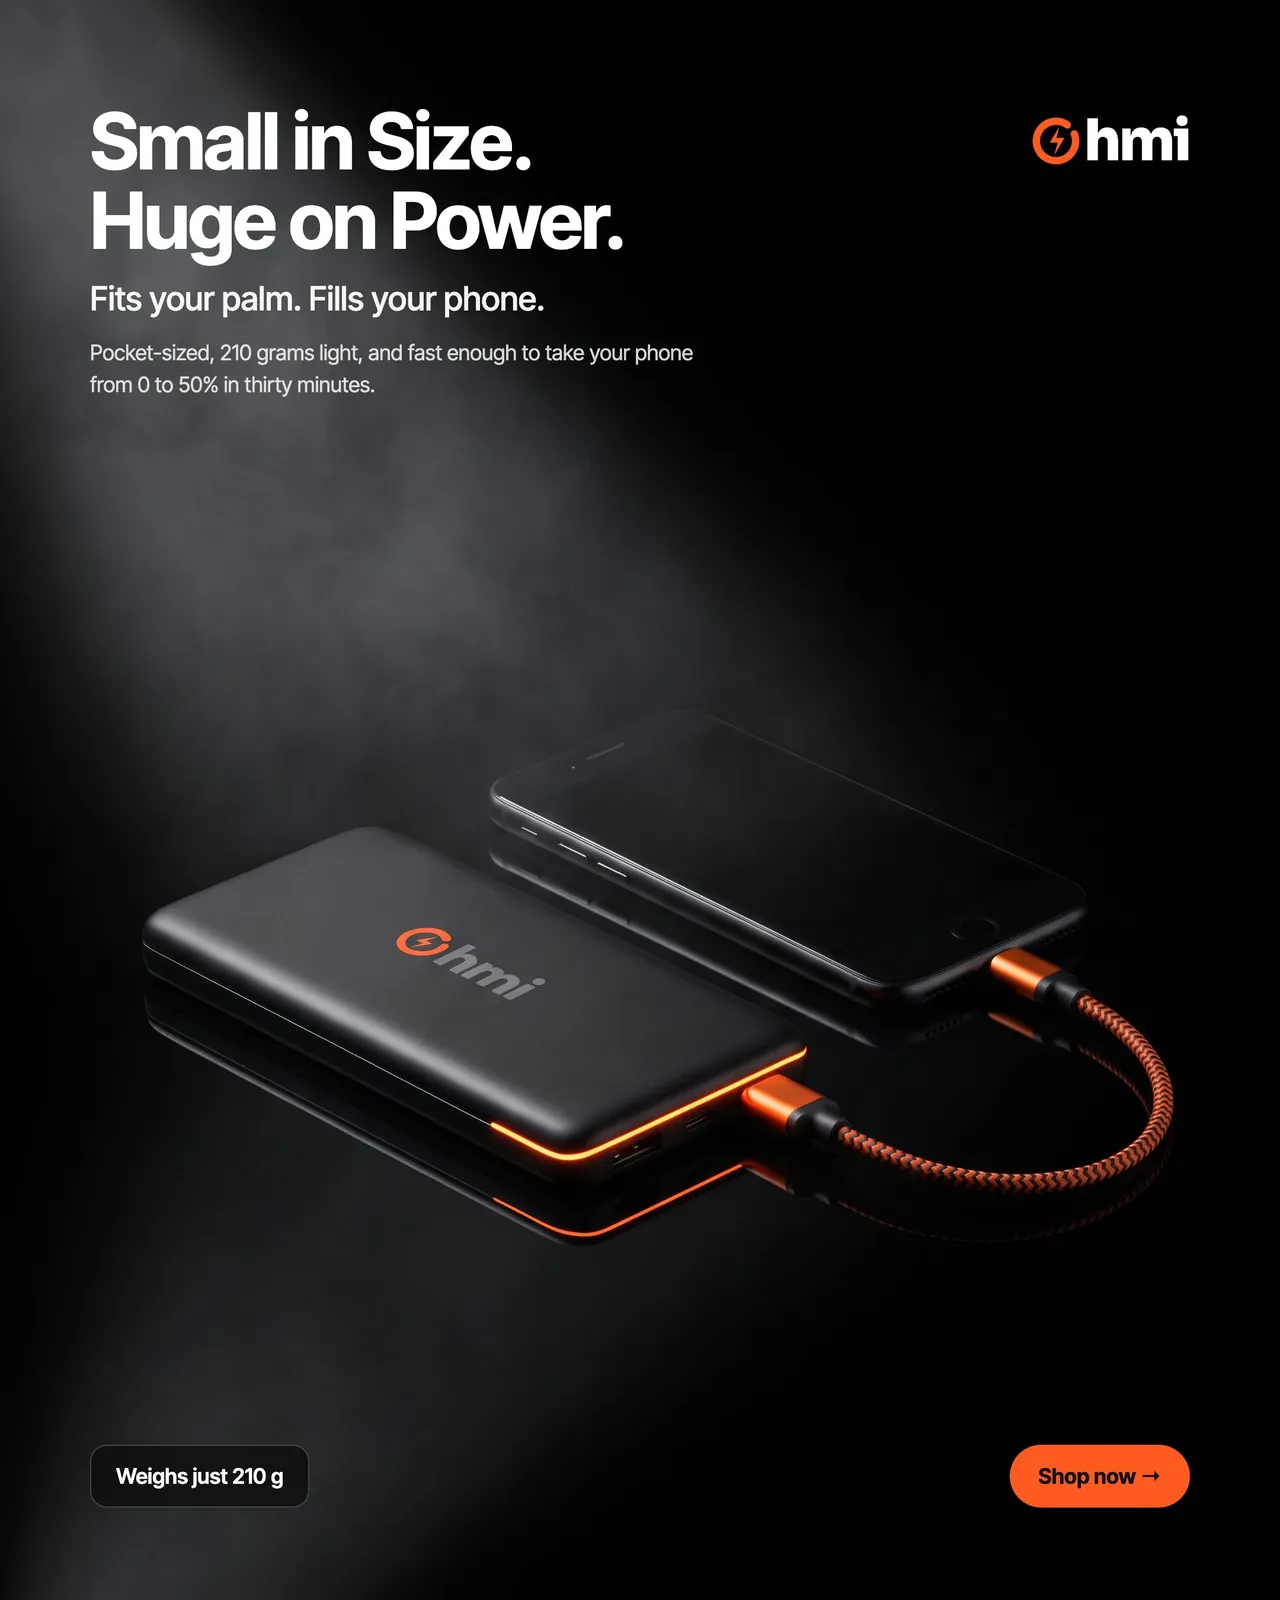 Small in Size.
Huge on Power.
hmi
Fits your palm. Fills your phone.
Pocket-sized, 210 grams light, and fast enough to take your phone
from 0 to 50% in thirty minutes.
hmi
Weighs just 210 g
Shop now →